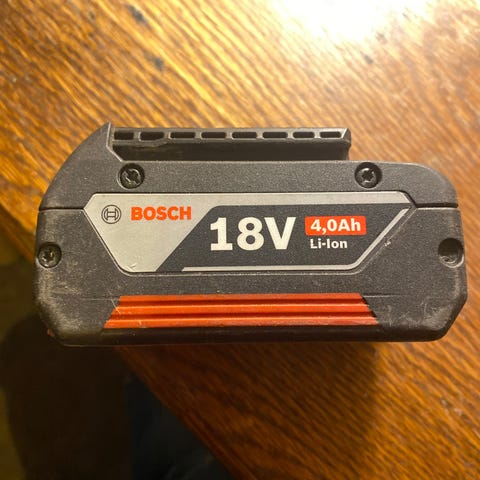 BOSCH
18V
4,0Ah
Li-Ion